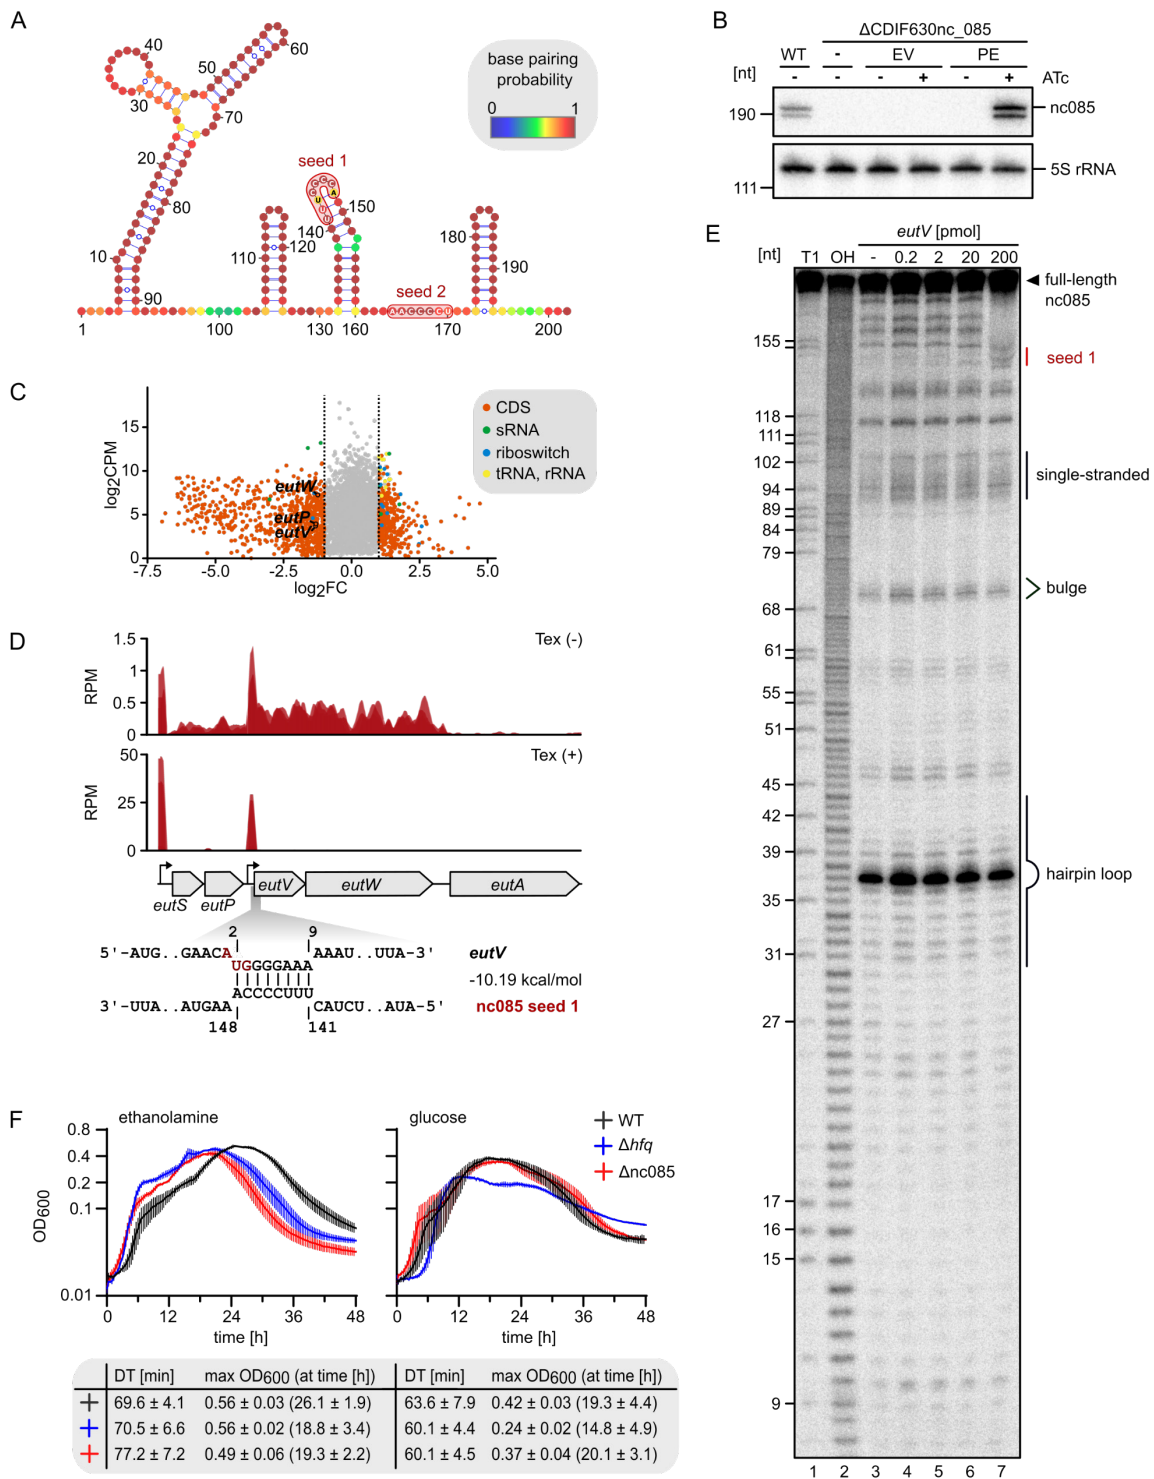 A
40
60
50
30
70
20
80
10
90
seed 1
150
140
120
110
180
190
seed 2
AACCCCU
1
100
130
160
170
200
base pairing
probability
0
1
B
ΔCDIF630nc_085
WT
-
EV
PE
[nt]
-
-
-
+
-
+
ATc
190
nc085
5S rRNA
111
C
log2CPM
15
10
5
0
eutW
eutP
eutV
-7.5
-5.0
-2.5
0.0
2.5
5.0
log2FC
CDS
sRNA
riboswitch
tRNA, rRNA
D
RPM
1.5
1
0.5
0
Tex (-)
RPM
50
25
0
Tex (+)
eutS
eutP
eutV
eutW
eutA
2
9
5'-AUG..GAACA
UGGGGAAA
AAAU..UUA-3'
eutV
-10.19 kcal/mol
ACCCCUUU
3'-UUA..AUGAA
CAUCU..AUA-5'
nc085 seed 1
148
141
E
eutV [pmol]
[nt]
T1
OH
-
0.2
2
20
200
full-length
nc085
155
seed 1
118
111
102
single-stranded
94
89
84
79
bulge
68
61
55
51
45
42
39
hairpin loop
35
31
27
17
16
15
9
1
2
3
4
5
6
7
F
ethanolamine
glucose
WT
Δhfq
Δnc085
OD600
0.8
0.4
0.2
0.1
0.01
0
12
24
36
48
time [h]
0
12
24
36
48
time [h]
DT [min]
max OD600 (at time [h])
DT [min]
max OD600 (at time [h])
69.6 ± 4.1
0.56 ± 0.03 (26.1 ± 1.9)
63.6 ± 7.9
0.42 ± 0.03 (19.3 ± 4.4)
70.5 ± 6.6
0.56 ± 0.02 (18.8 ± 3.4)
60.1 ± 4.4
0.24 ± 0.02 (14.8 ± 4.9)
77.2 ± 7.2
0.49 ± 0.06 (19.3 ± 2.2)
60.1 ± 4.5
0.37 ± 0.04 (20.1 ± 3.1)